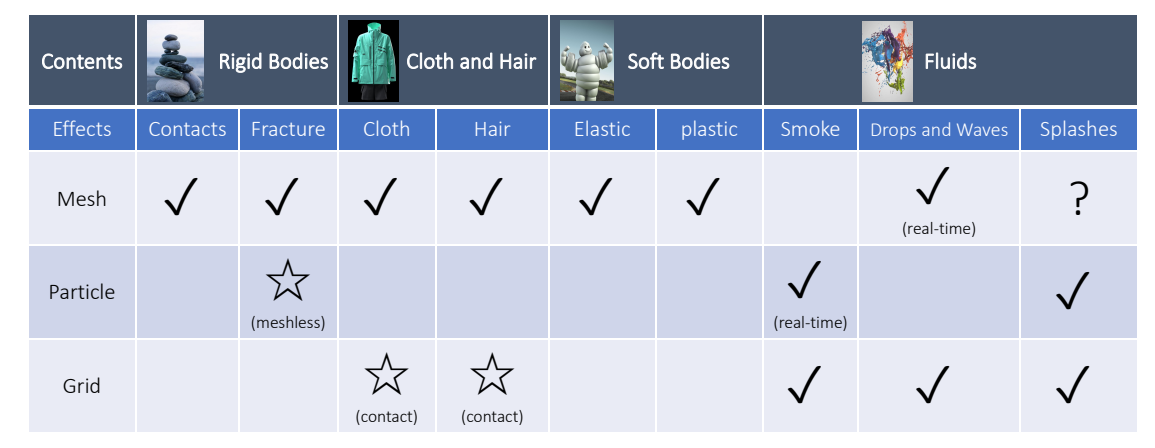 Contents Rigid Bodies Cloth and Hair Soft Bodies Fluids
Effects Contacts Fracture Cloth Hair Elastic plastic Smoke Drops and Waves Splashes
Mesh ✓ ✓ ✓ ✓ ✓ ✓ ✓ ?
(real-time)
Particle ☆ ✓ ✓
(meshless) (real-time)
Grid ☆ ☆ ✓ ✓ ✓
(contact) (contact)